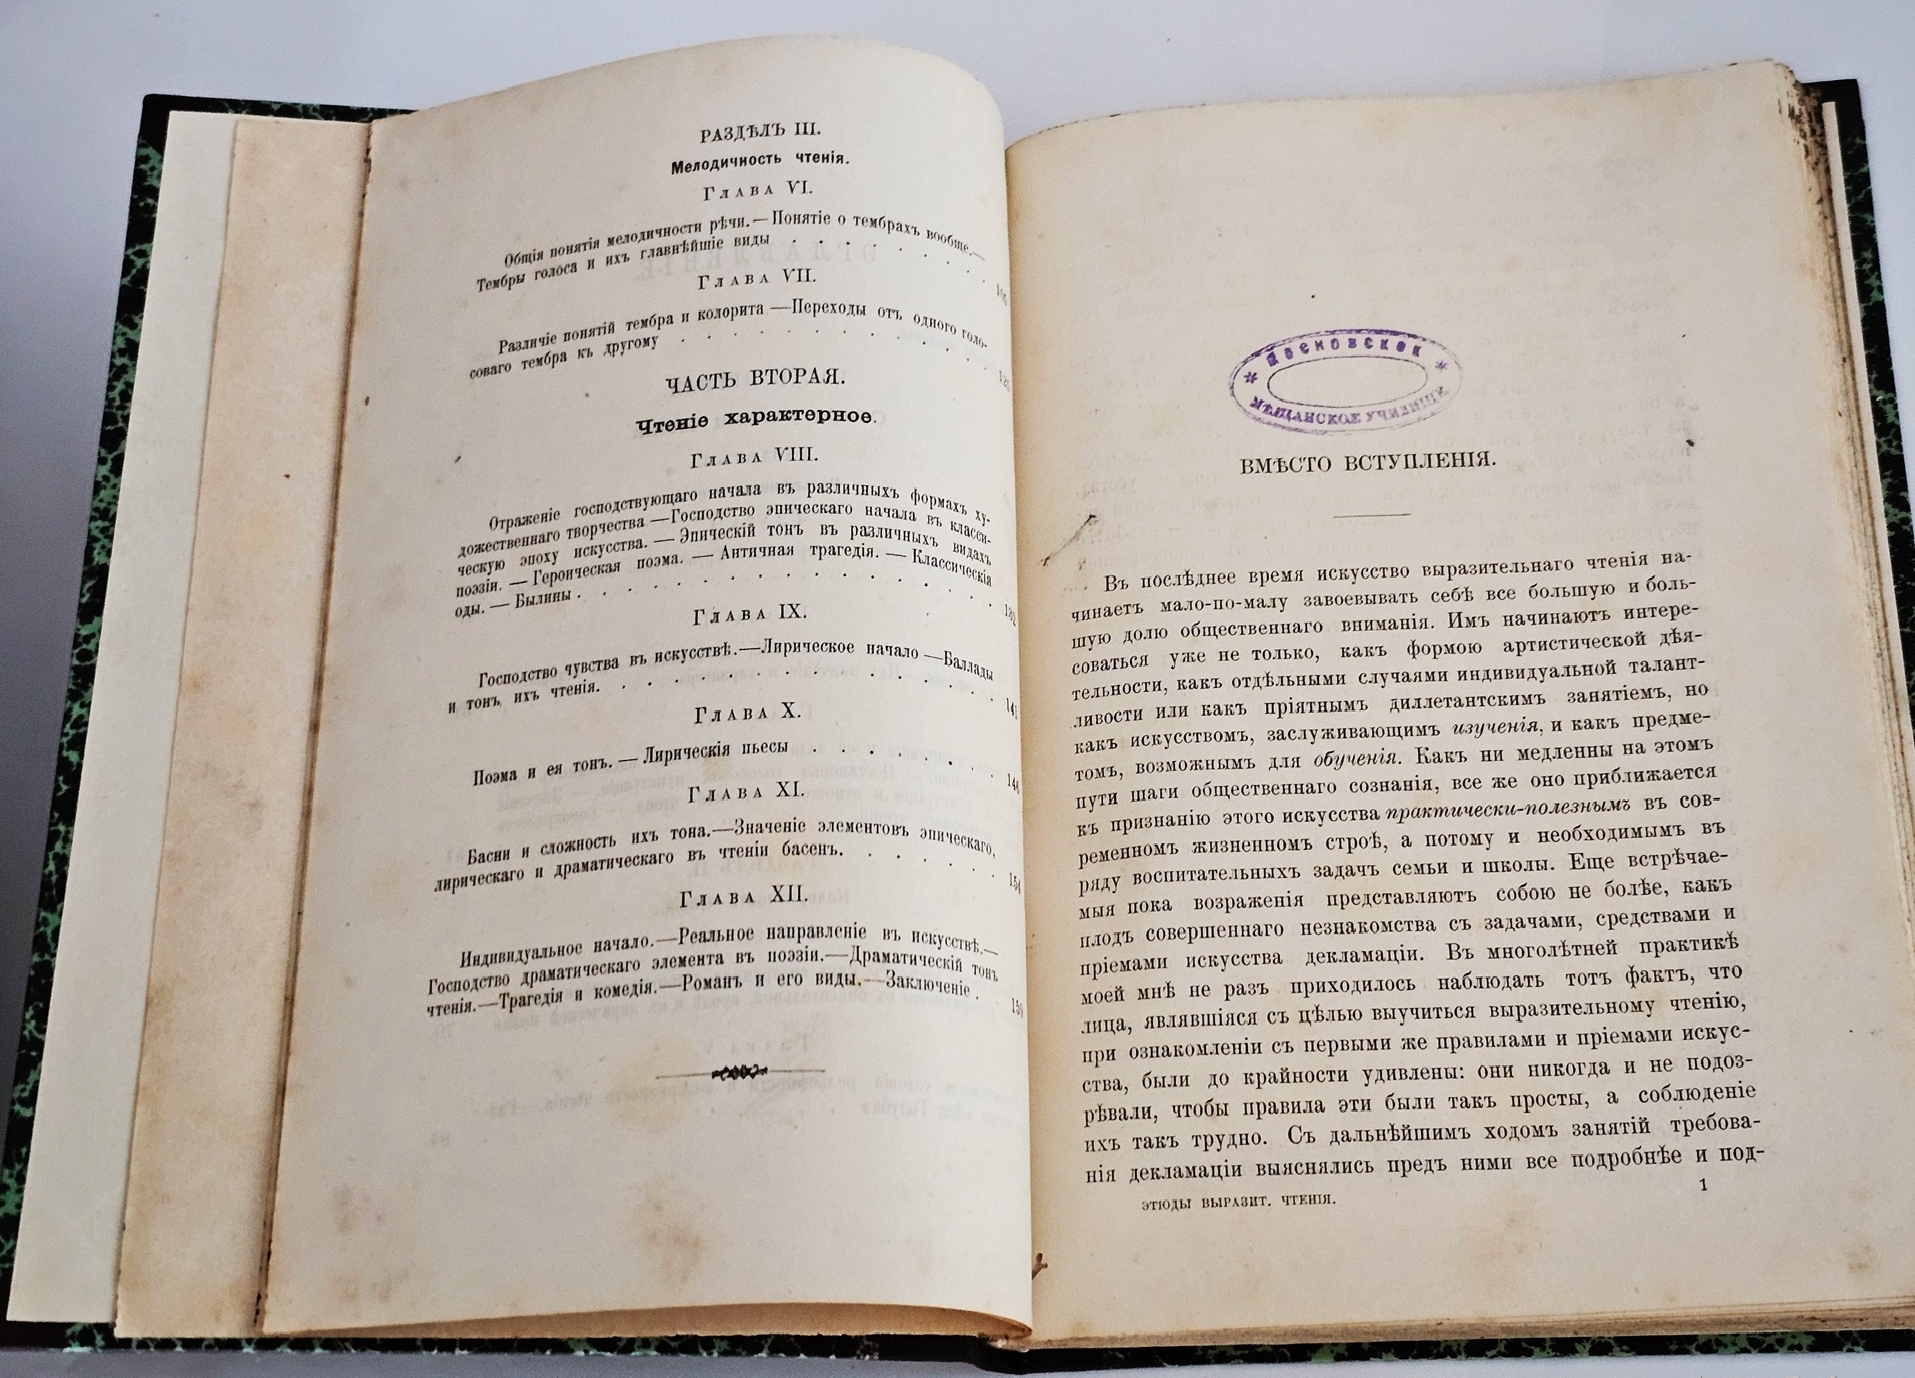 РАЗДѢЛЪ III.
Мелодичность чтенія.
ГЛАВА VI.
Общія понятія мелодичности рѣчи.—Понятіе о тембрахъ вообще.—
Тембры голоса и ихъ главнѣйшіе виды . . . . . . . .
ГЛАВА VII.
Различіе понятій тембра и колорита —Переходы отъ одного голо-
соваго тембра къ другому . . . . . . . . .
ЧАСТЬ ВТОРАЯ.
Чтеніе характерное.
ГЛАВА VIII.
Отраженіе господствующаго начала въ различныхъ формахъ ху-
дожественнаго творчества —Господство эпическаго начала въ класси-
ческую эпоху искусства. — Эпическій тонъ въ различныхъ видахъ
поэзіи. — Героическая поэма. — Античная трагедія. — Классическія
оды. — Былины . . . . . . . . . . . . . 132
ГЛАВА IX.
Господство чувства въ искусствѣ.—Лирическое начало —Баллады
и тонъ ихъ чтенія. . . . . . . . . . . . 141
ГЛАВА X.
Поэма и ея тонъ. — Лирическія пьесы . . . . . . . 146
ГЛАВА XI.
Басни и сложность ихъ тона.—Значеніе элементовъ эпическаго,
лирическаго и драматическаго въ чтеніи басенъ. . . . . . 154
ГЛАВА XII.
Индивидуальное начало.—Реальное направленіе въ искусствѣ.—
Господство драматическаго элемента въ поэзіи.—Драматическій тонъ
чтенія.—Трагедія и комедія.—Романъ и его виды.—Заключеніе . 159
* МОСКОВСКОЕ *
МѢЩАНСКОЕ УЧИЛИЩЕ
ВМѢСТО ВСТУПЛЕНІЯ.
Въ послѣднее время искусство выразительнаго чтенія на-
чинаетъ мало-по-малу завоевывать себѣ все большую и боль-
шую долю общественнаго вниманія. Имъ начинаютъ интере-
соваться уже не только, какъ формою артистической дѣя-
тельности, какъ отдѣльными случаями индивидуальной талант-
ливости или какъ пріятнымъ диллетантскимъ занятіемъ, но
какъ искусствомъ, заслуживающимъ изученія, и какъ предме-
томъ, возможнымъ для обученія. Какъ ни медленны на этомъ
пути шаги общественнаго сознанія, все же оно приближается
къ признанію этого искусства практически-полезнымъ въ сов-
ременномъ жизненномъ строѣ, а потому и необходимымъ въ
ряду воспитательныхъ задачъ семьи и школы. Еще встрѣчае-
мыя пока возраженія представляютъ собою не болѣе, какъ
плодъ совершеннаго незнакомства съ задачами, средствами и
пріемами искусства декламаціи. Въ многолѣтней практикѣ
моей мнѣ не разъ приходилось наблюдать тотъ фактъ, что
лица, являвшіяся съ цѣлью выучиться выразительному чтенію,
при ознакомленіи съ первыми же правилами и пріемами искус-
ства, были до крайности удивлены: они никогда и не подоз-
рѣвали, чтобы правила эти были такъ просты, а соблюденіе
ихъ такъ трудно. Съ дальнѣйшимъ ходомъ занятій требова-
нія декламаціи выяснялись предъ ними все подробнѣе и под-
ЭТЮДЫ ВЫРАЗИТ. ЧТЕНІЯ. 1